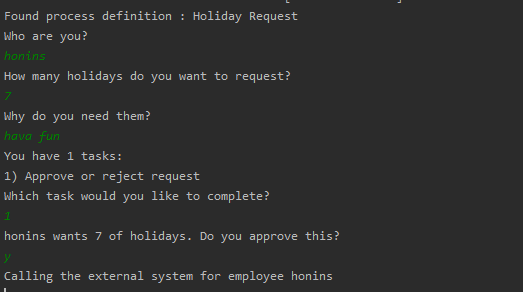 Found process definition : Holiday Request
Who are you?
honins
How many holidays do you want to request?
7
Why do you need them?
hava fun
You have 1 tasks:
1) Approve or reject request
Which task would you like to complete?
1
honins wants 7 of holidays. Do you approve this?
y
Calling the external system for employee honins